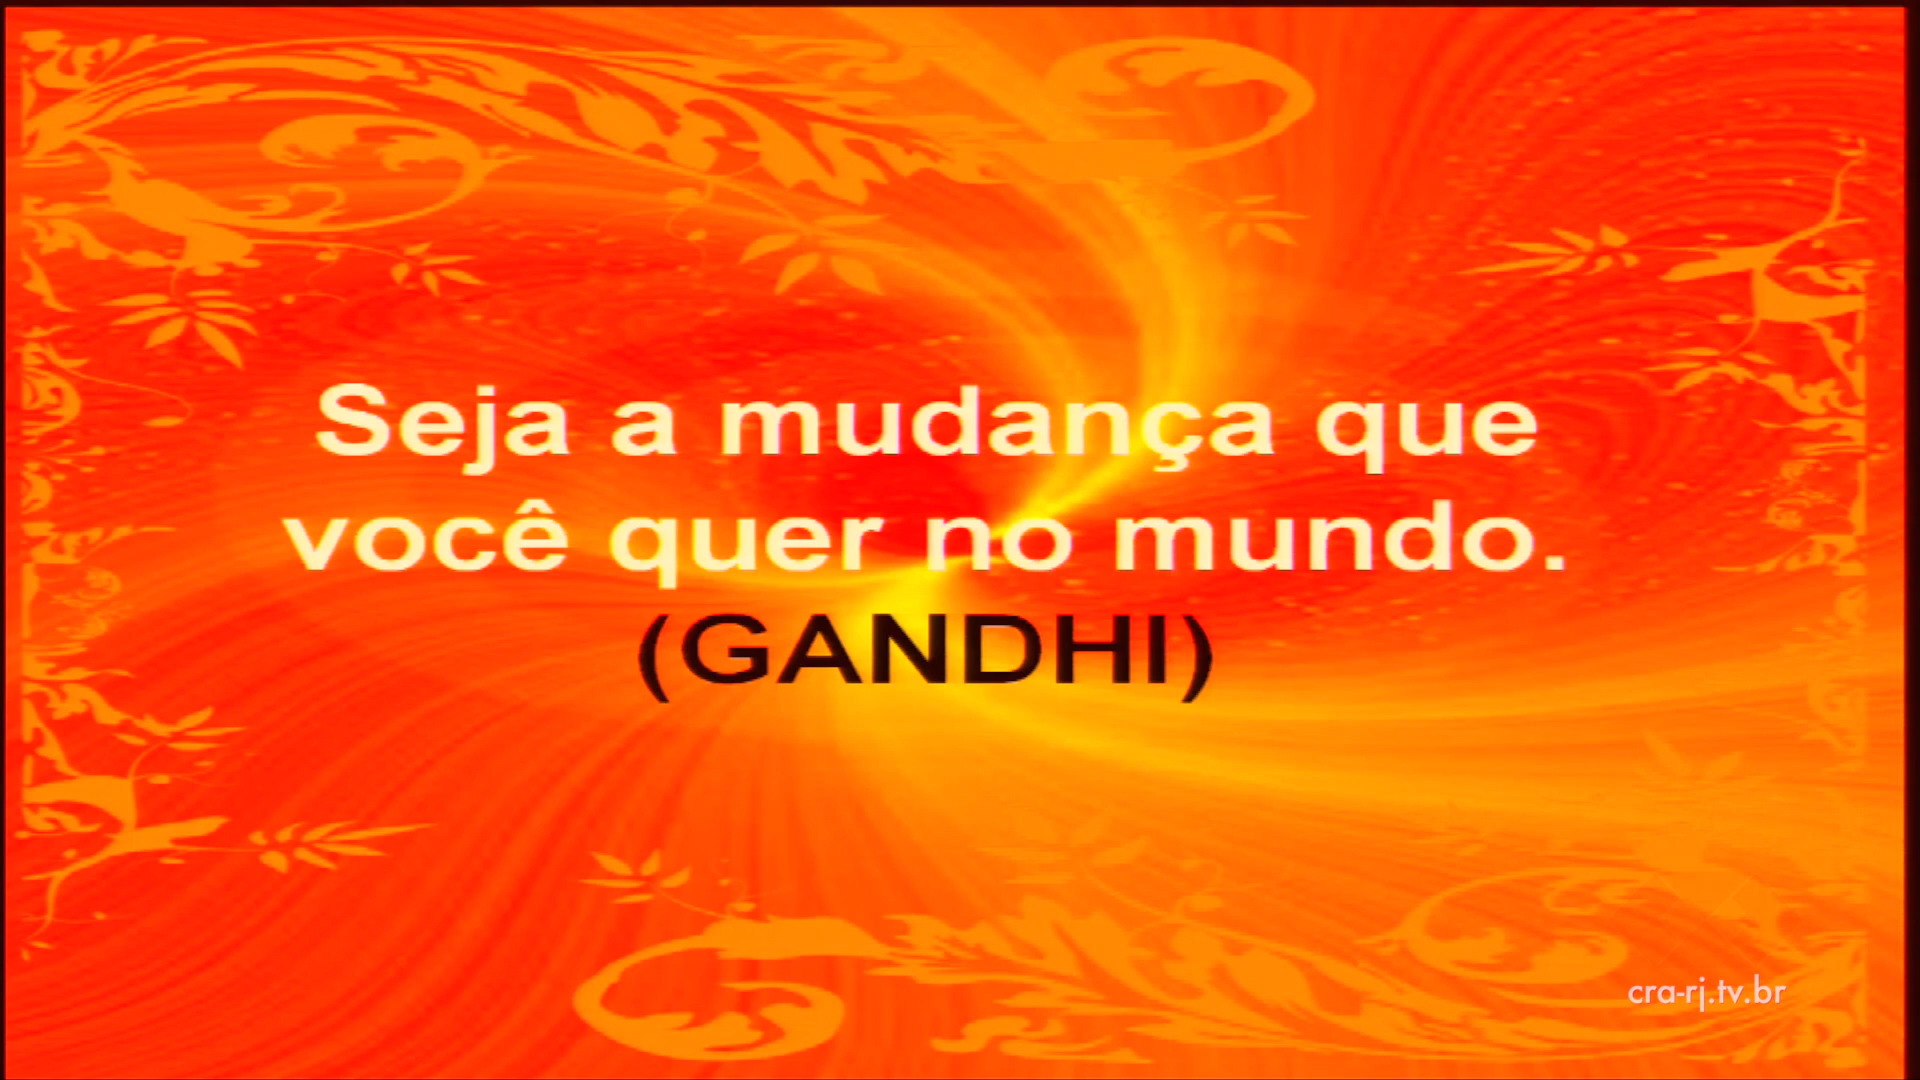 Seja a mudança que
você quer no mundo.
(GANDHI)
cra-rj.tv.br